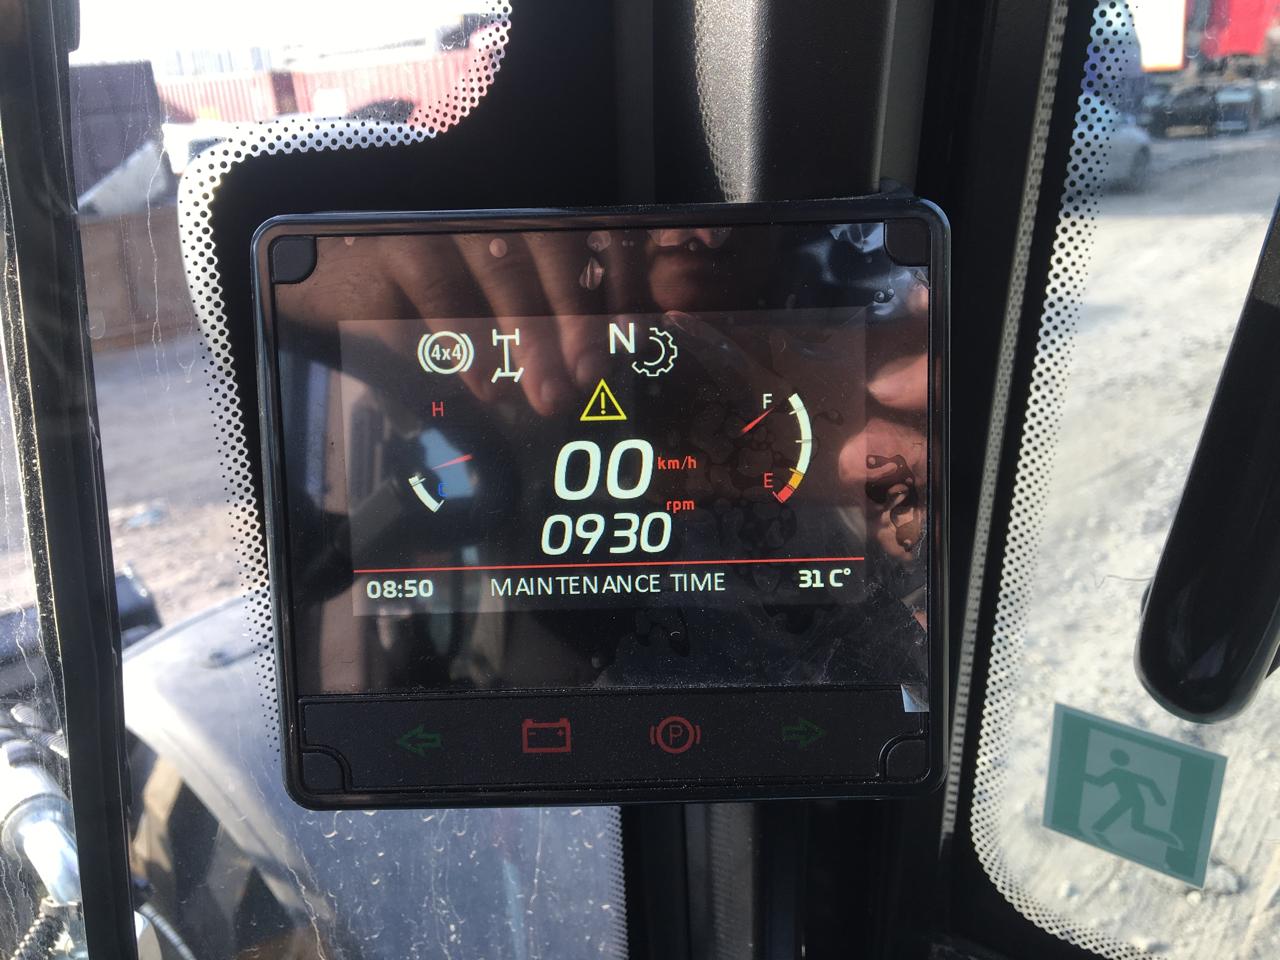 4x4
N
H
F
C
E
00 km/h
rpm
0930
08:50 MAINTENANCE TIME 31 C°
P